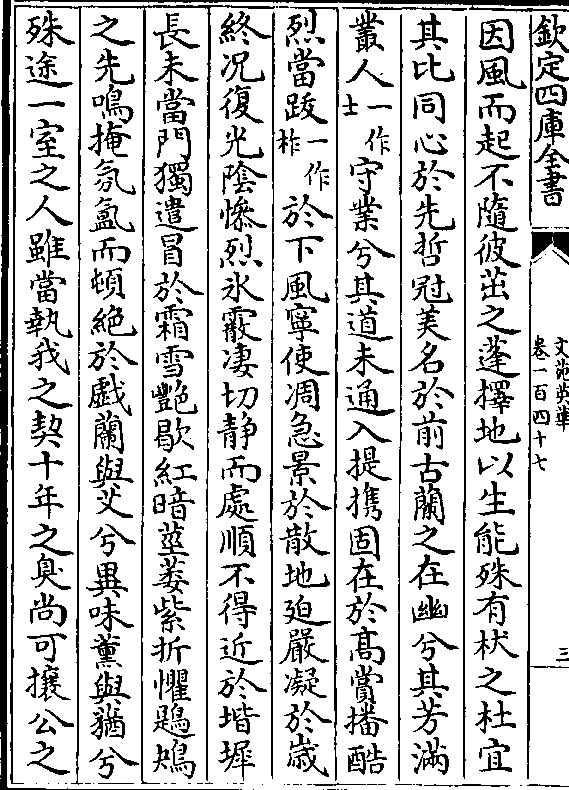 欽定四庫全書
文苑英華
卷一百四十七
三
因風而起不隨彼茁之蓬擇地以生能殊有杕之杜宜
其比同心於先哲冠美名於前古蘭之在幽兮其芳滿
叢人一作士守業兮其道未通入提携固在於高賞播酷
烈當跋一作柞於下風寧使凋急景於散地廹嚴凝於歳
終況復光陰慘烈氷霰凄切静而處順不得近於堦墀
長未當門獨遣冒於霜雪艶歇紅暗莖萎紫折懼鶗鴂
之先鳴掩氛氲而頓絶於戲蘭與艾兮異味薰與猶兮
殊途一室之人雖當執我之契十年之臭尚可攘公之